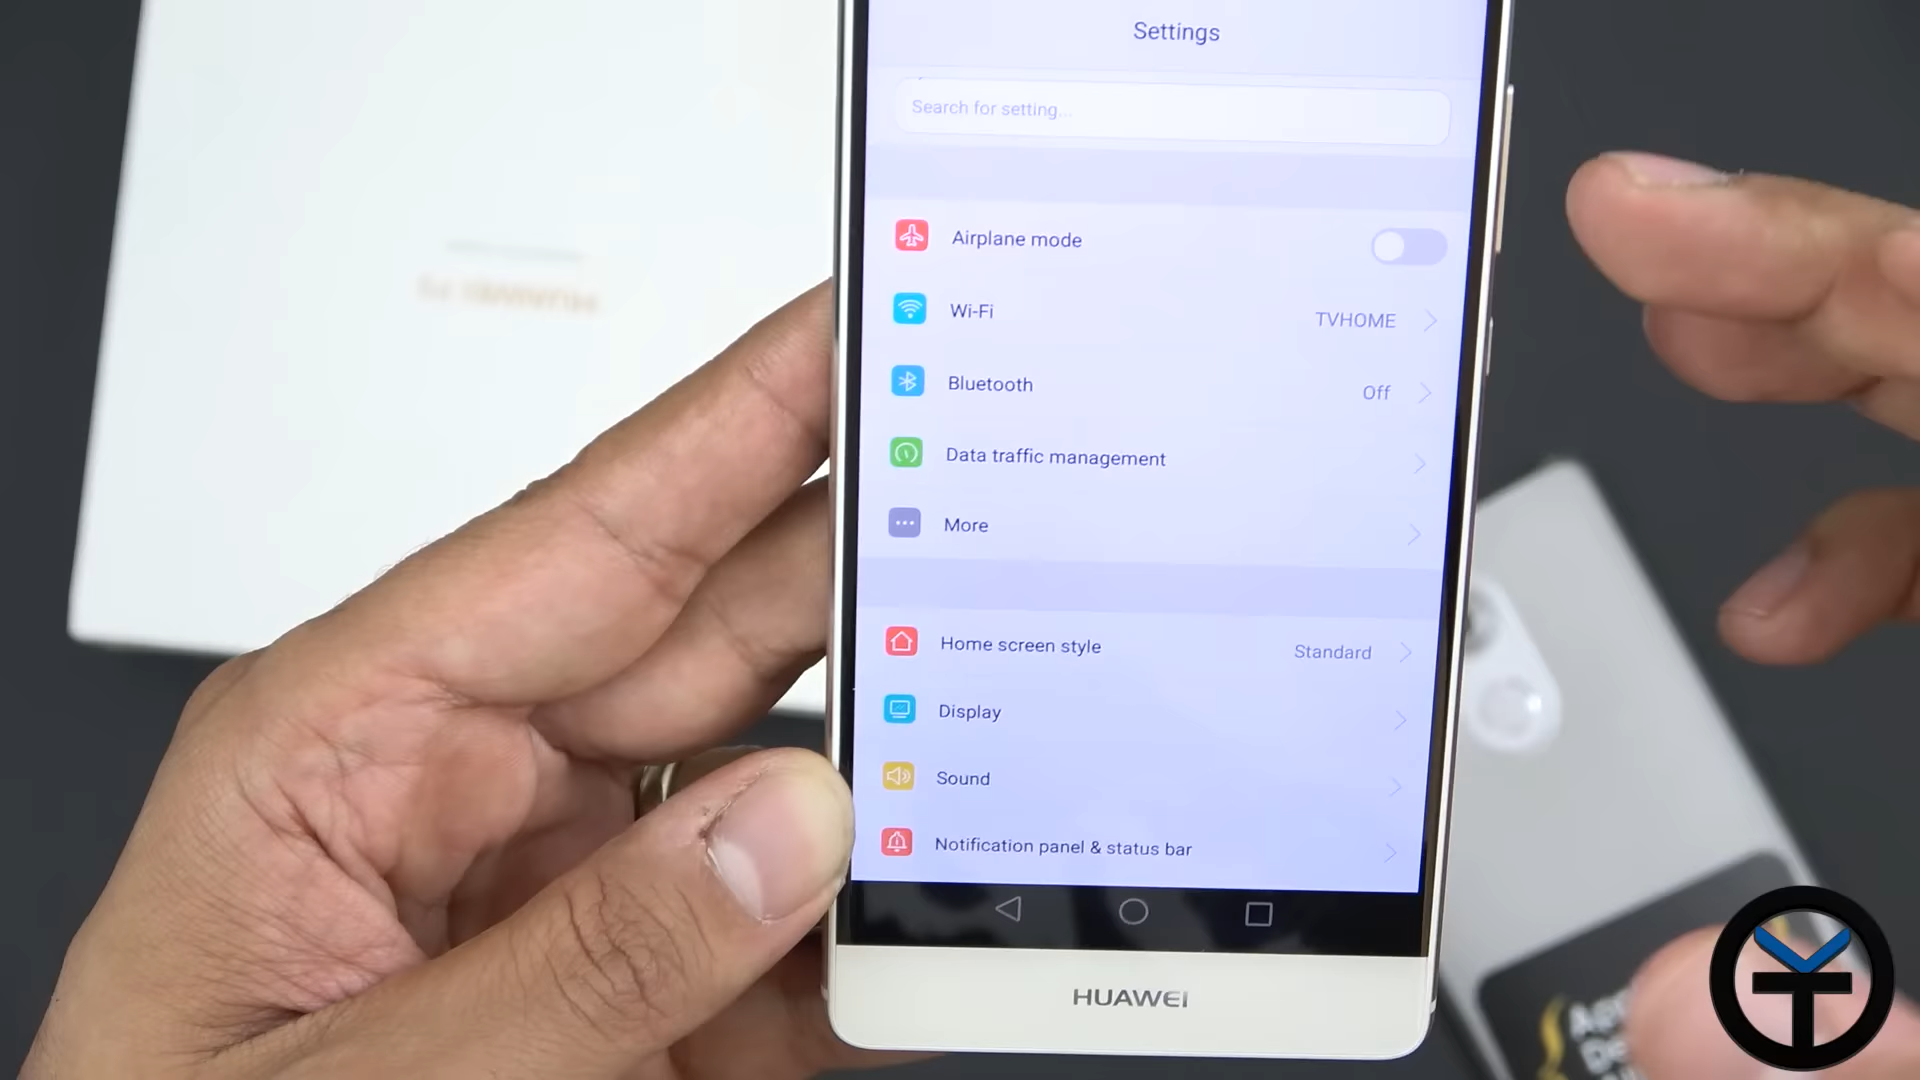 Settings
Search for setting...
Airplane mode
Wi-Fi TVHOME
Bluetooth Off
Data traffic management
More
Home screen style Standard
Display
Sound
Notification panel & status bar
HUAWEI